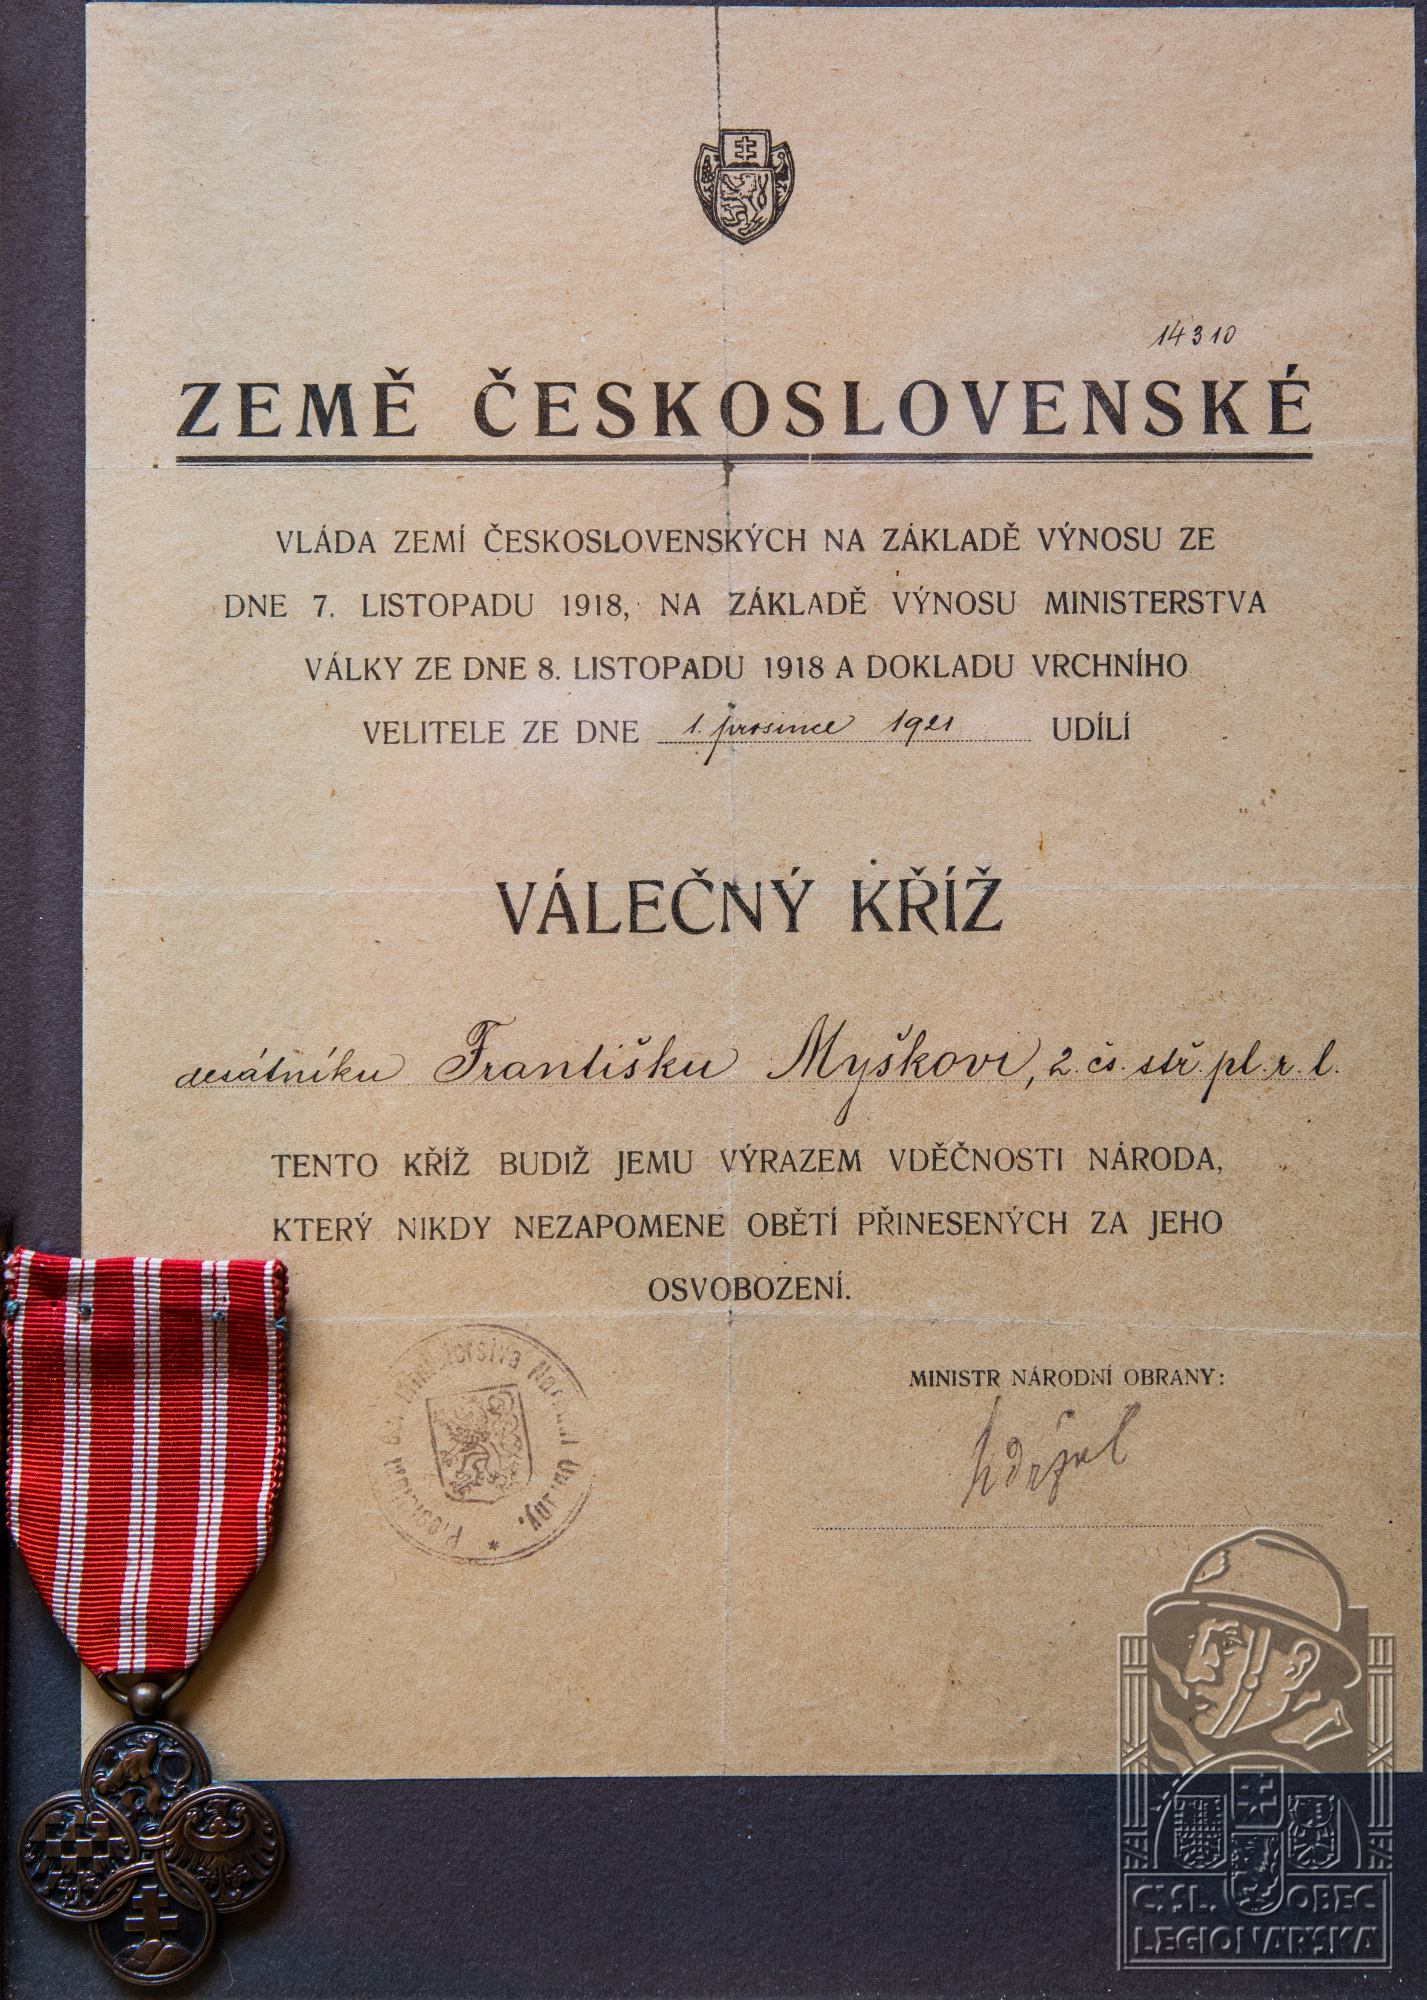 14310
ZEMĚ ČESKOSLOVENSKÉ
VLÁDA ZEMÍ ČESKOSLOVENSKÝCH NA ZÁKLADĚ VÝNOSU ZE
DNE 7. LISTOPADU 1918, NA ZÁKLADĚ VÝNOSU MINISTERSTVA
VÁLKY ZE DNE 8. LISTOPADU 1918 A DOKLADU VRCHNÍHO
VELITELE ZE DNE 1. prosince 1921 UDÍLÍ
VÁLEČNÝ KŘÍŽ
desátníku Františku Myškovi, 2. čs. stř. pl. r. l.
TENTO KŘÍŽ BUDIŽ JEMU VÝRAZEM VDĚČNOSTI NÁRODA,
KTERÝ NIKDY NEZAPOMENE OBĚTÍ PŘINESENÝCH ZA JEHO
OSVOBOZENÍ.
MINISTR NÁRODNÍ OBRANY:
Udržal
Č.SL. OBEC
LEGIONÁŘSKÁ